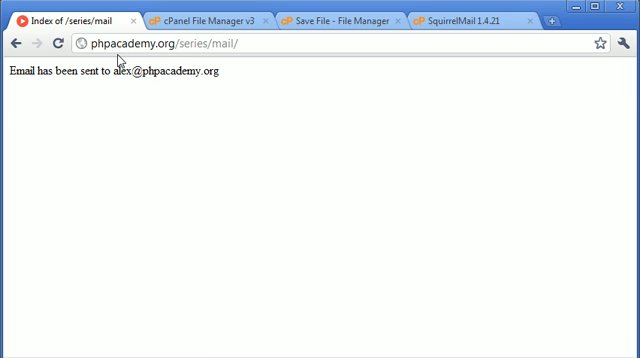 Index of /series/mail
cPanel File Manager v3
Save File - File Manager
SquirrelMail 1.4.21
phpacademy.org/series/mail/
Email has been sent to alex@phpacademy.org